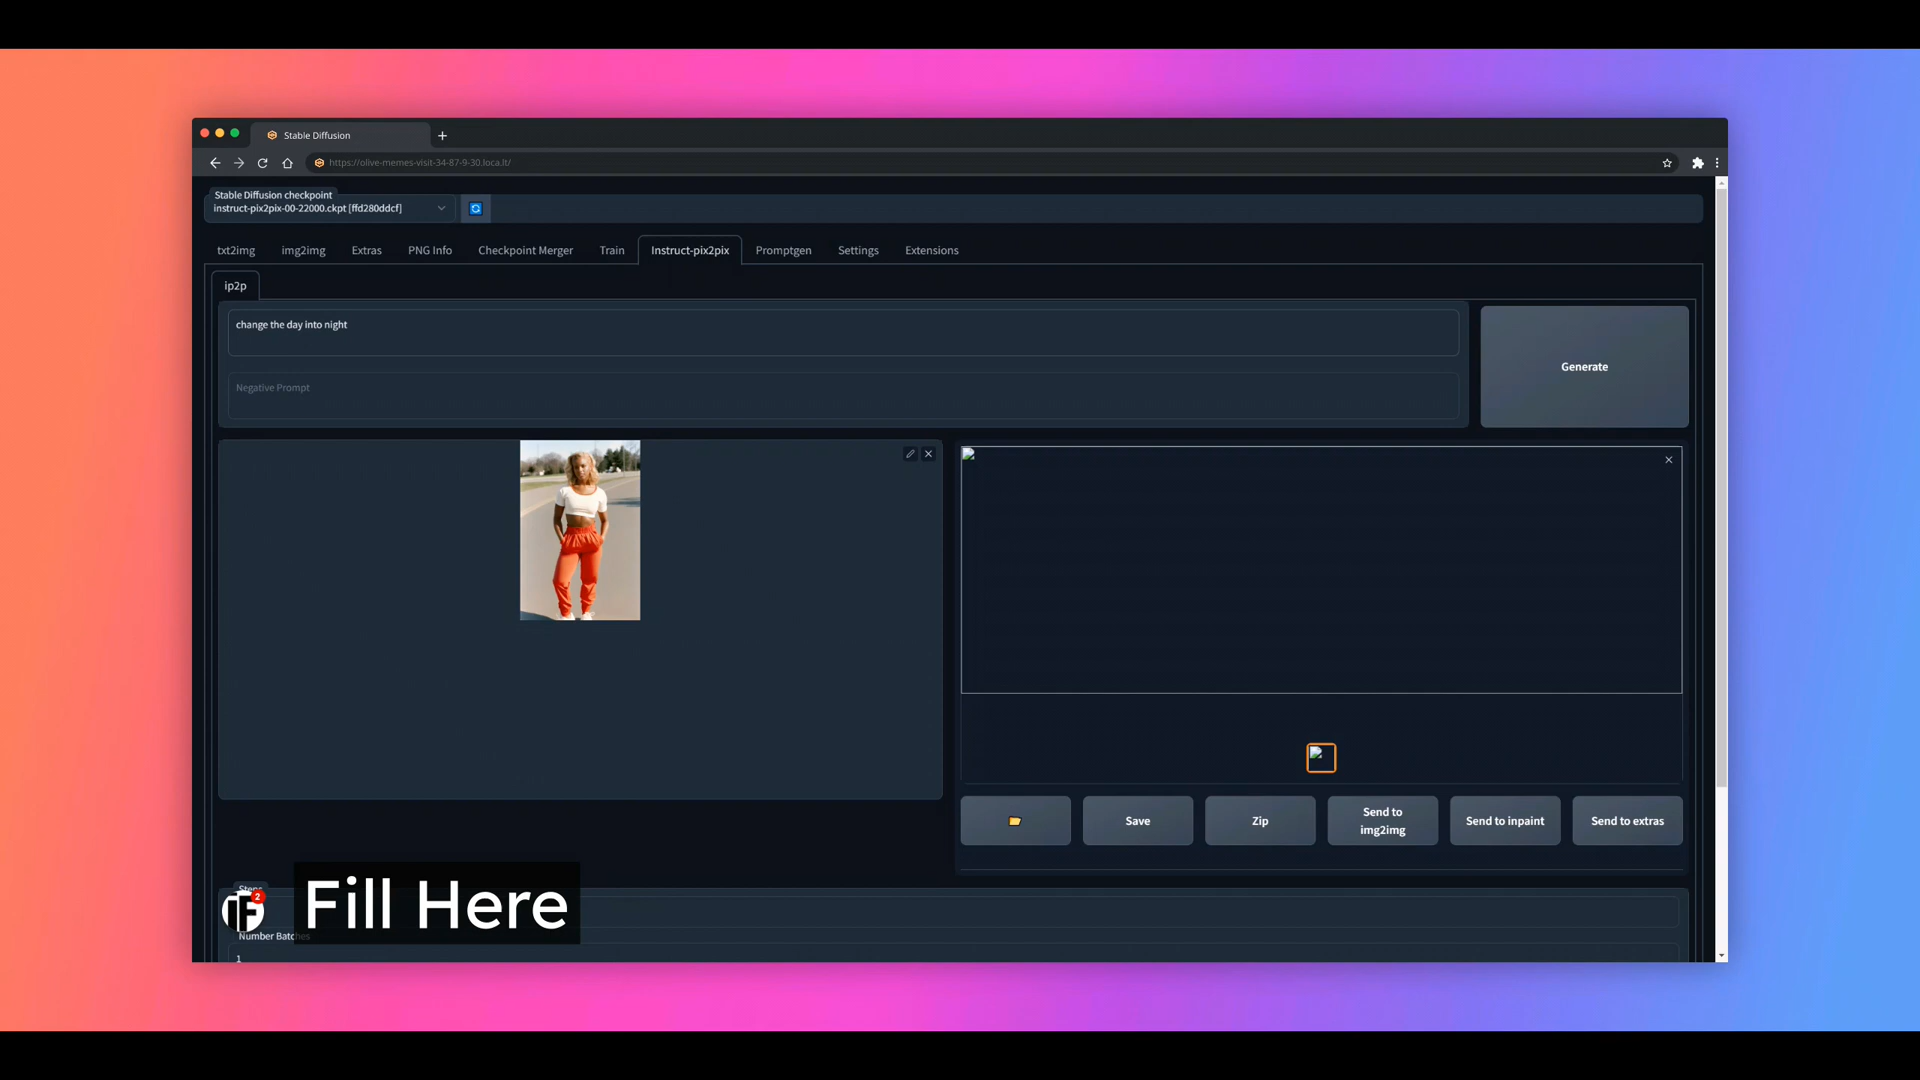 Stable Diffusion
https://olive-memes-visit-34-87-9-30.loca.lt/
Stable Diffusion checkpoint
instruct-pix2pix-00-22000.ckpt [ffd280ddcf]
txt2img img2img Extras PNG Info Checkpoint Merger Train Instruct-pix2pix Promptgen Settings Extensions
ip2p
change the day into night
Negative Prompt
Generate
Save
Zip
Send to
img2img
Send to inpaint
Send to extras
Steps
2
Fill Here
Number Batches
1